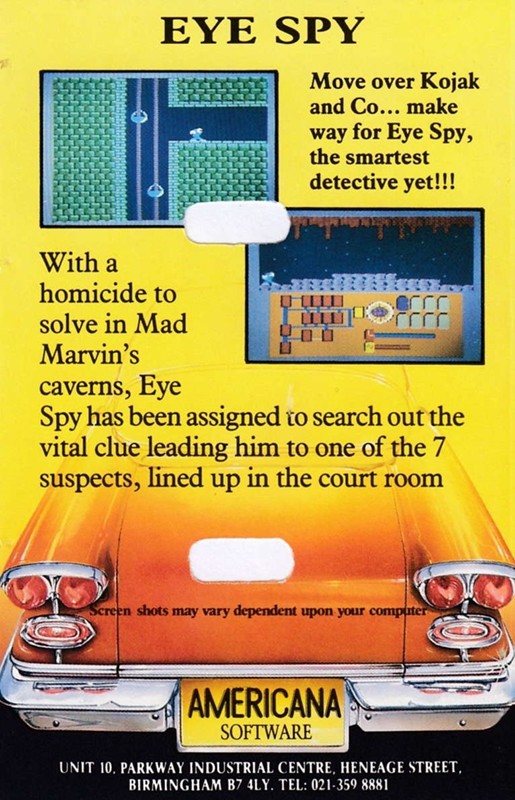 EYE SPY
Move over Kojak
and Co... make
way for Eye Spy,
the smartest
detective yet!!!
With a
homicide to
solve in Mad
Marvin's
caverns, Eye
Spy has been assigned to search out the
vital clue leading him to one of the 7
suspects, lined up in the court room
Screen shots may vary dependent upon your computer
AMERICANA
SOFTWARE
UNIT 10. PARKWAY INDUSTRIAL CENTRE, HENEAGE STREET,
BIRMINGHAM B7 4LY. TEL: 021-359 8881